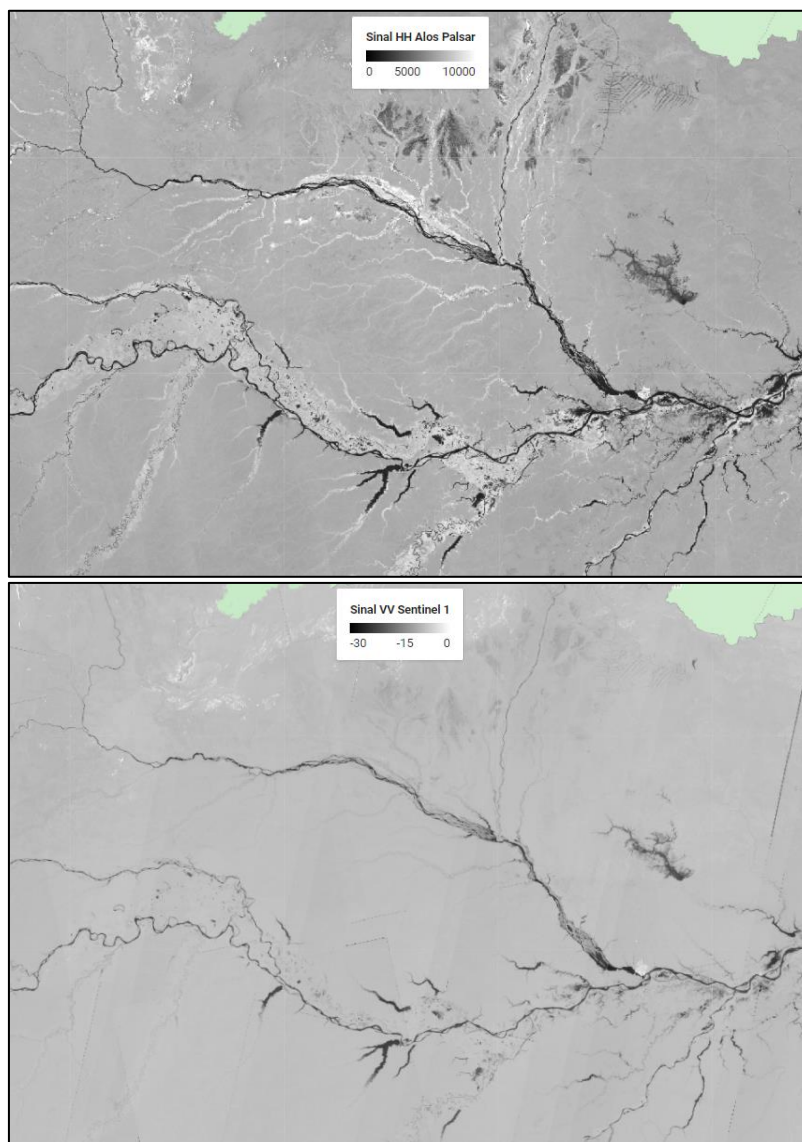 Sinal HH Alos Palsar
0 5000 10000
Sinal VV Sentinel 1
-30 -15 0